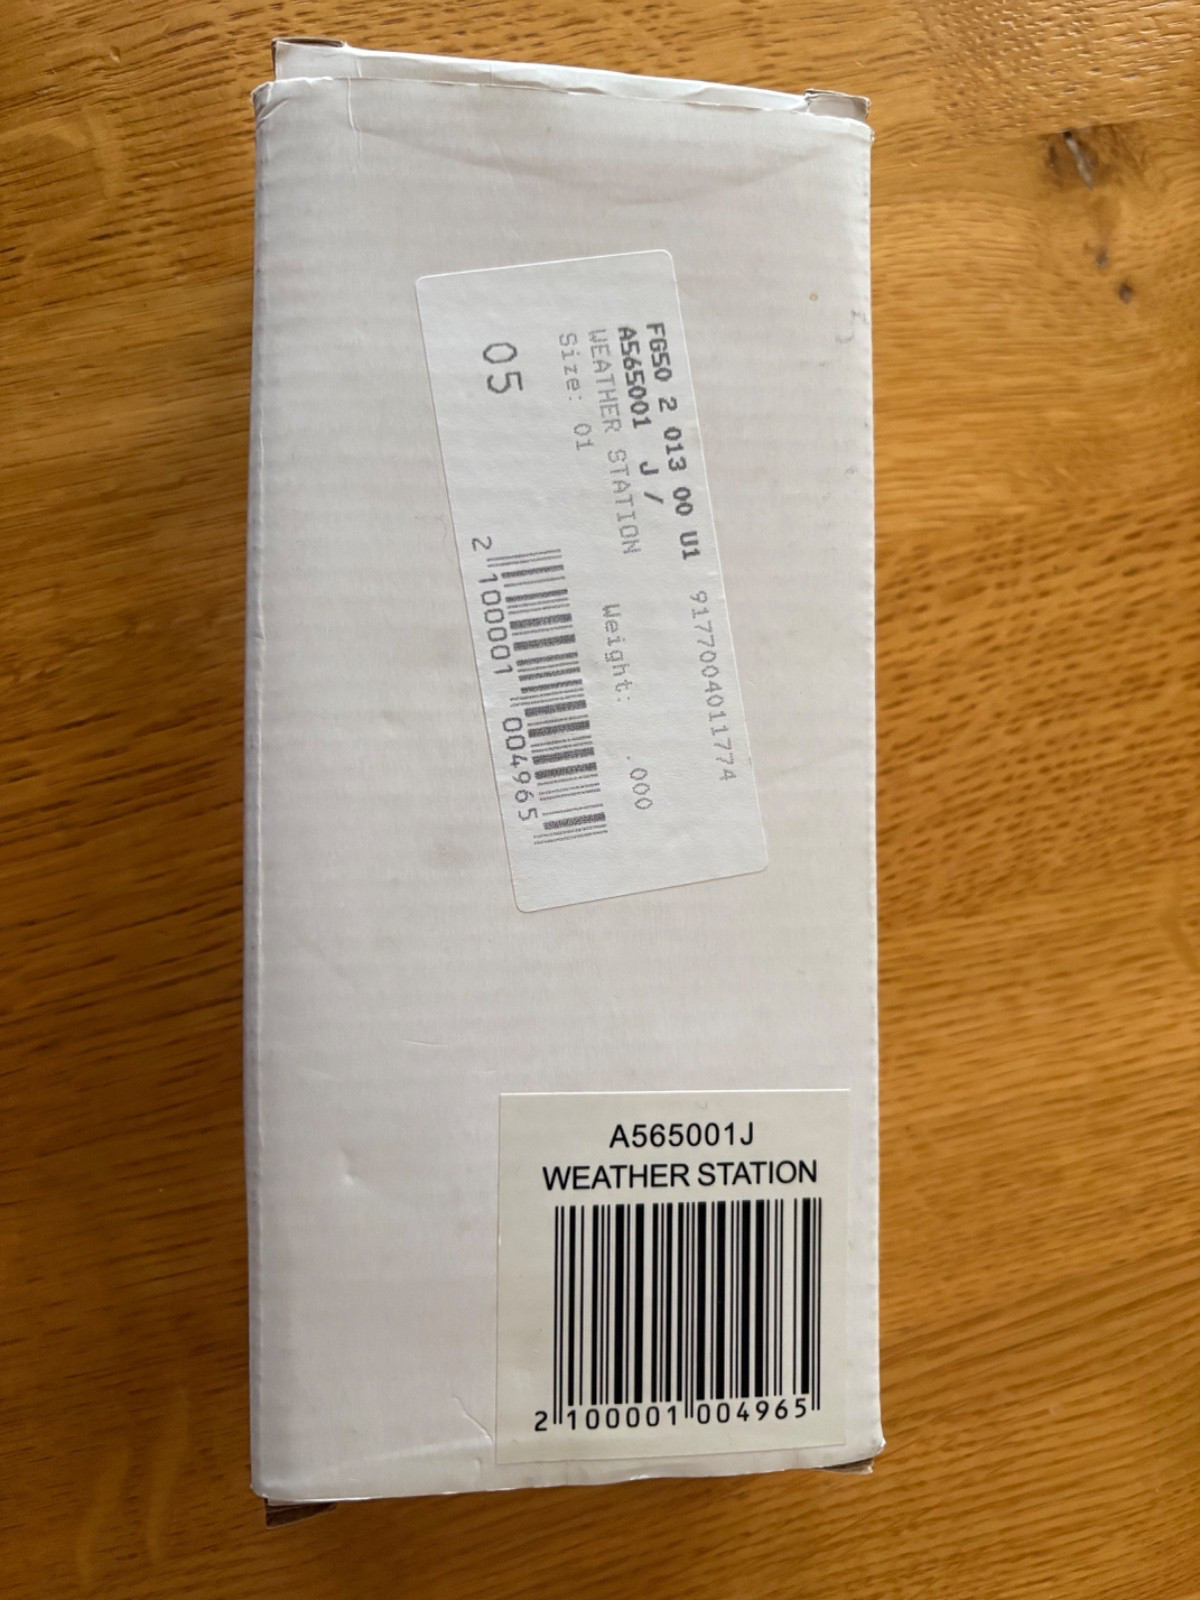 FG50 2 013 00 U1 9177004011774
A565001 J /
WEATHER STATION
Size: 01 Weight: .000
05
2 100001 004965
A565001J
WEATHER STATION
2 100001 004965